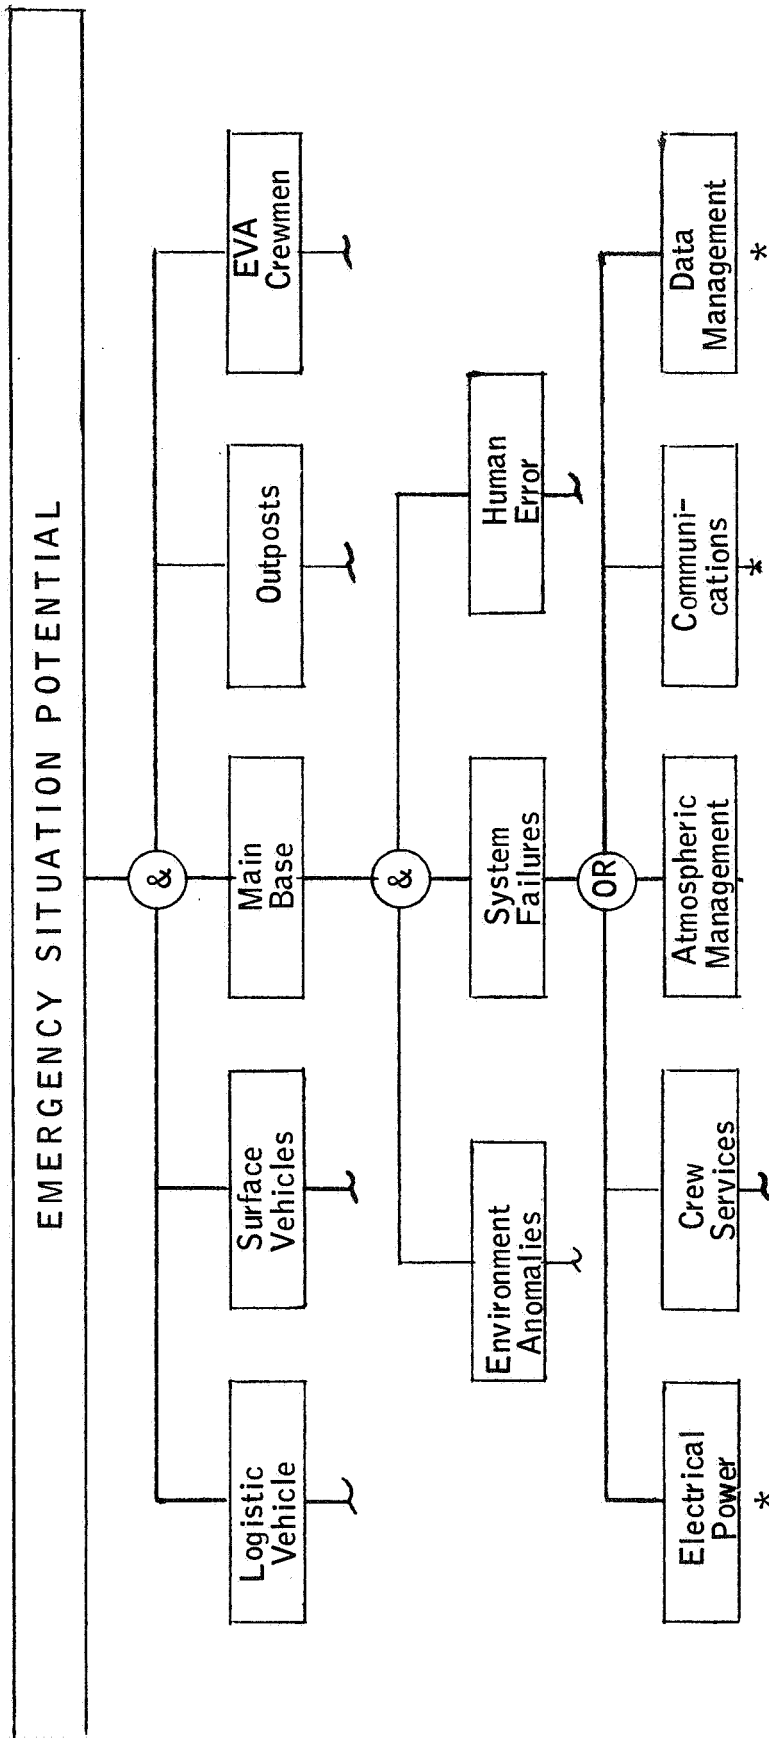 EMERGENCY SITUATION POTENTIAL
&
Logistic
Vehicle
Surface
Vehicles
Main
Base
Outposts
EVA
Crewmen
&
Environment
Anomalies
System
Failures
Human
Error
OR
Electrical
Power
*
Crew
Services
Atmospheric
Management
Communi-
cations
*
Data
Management
*